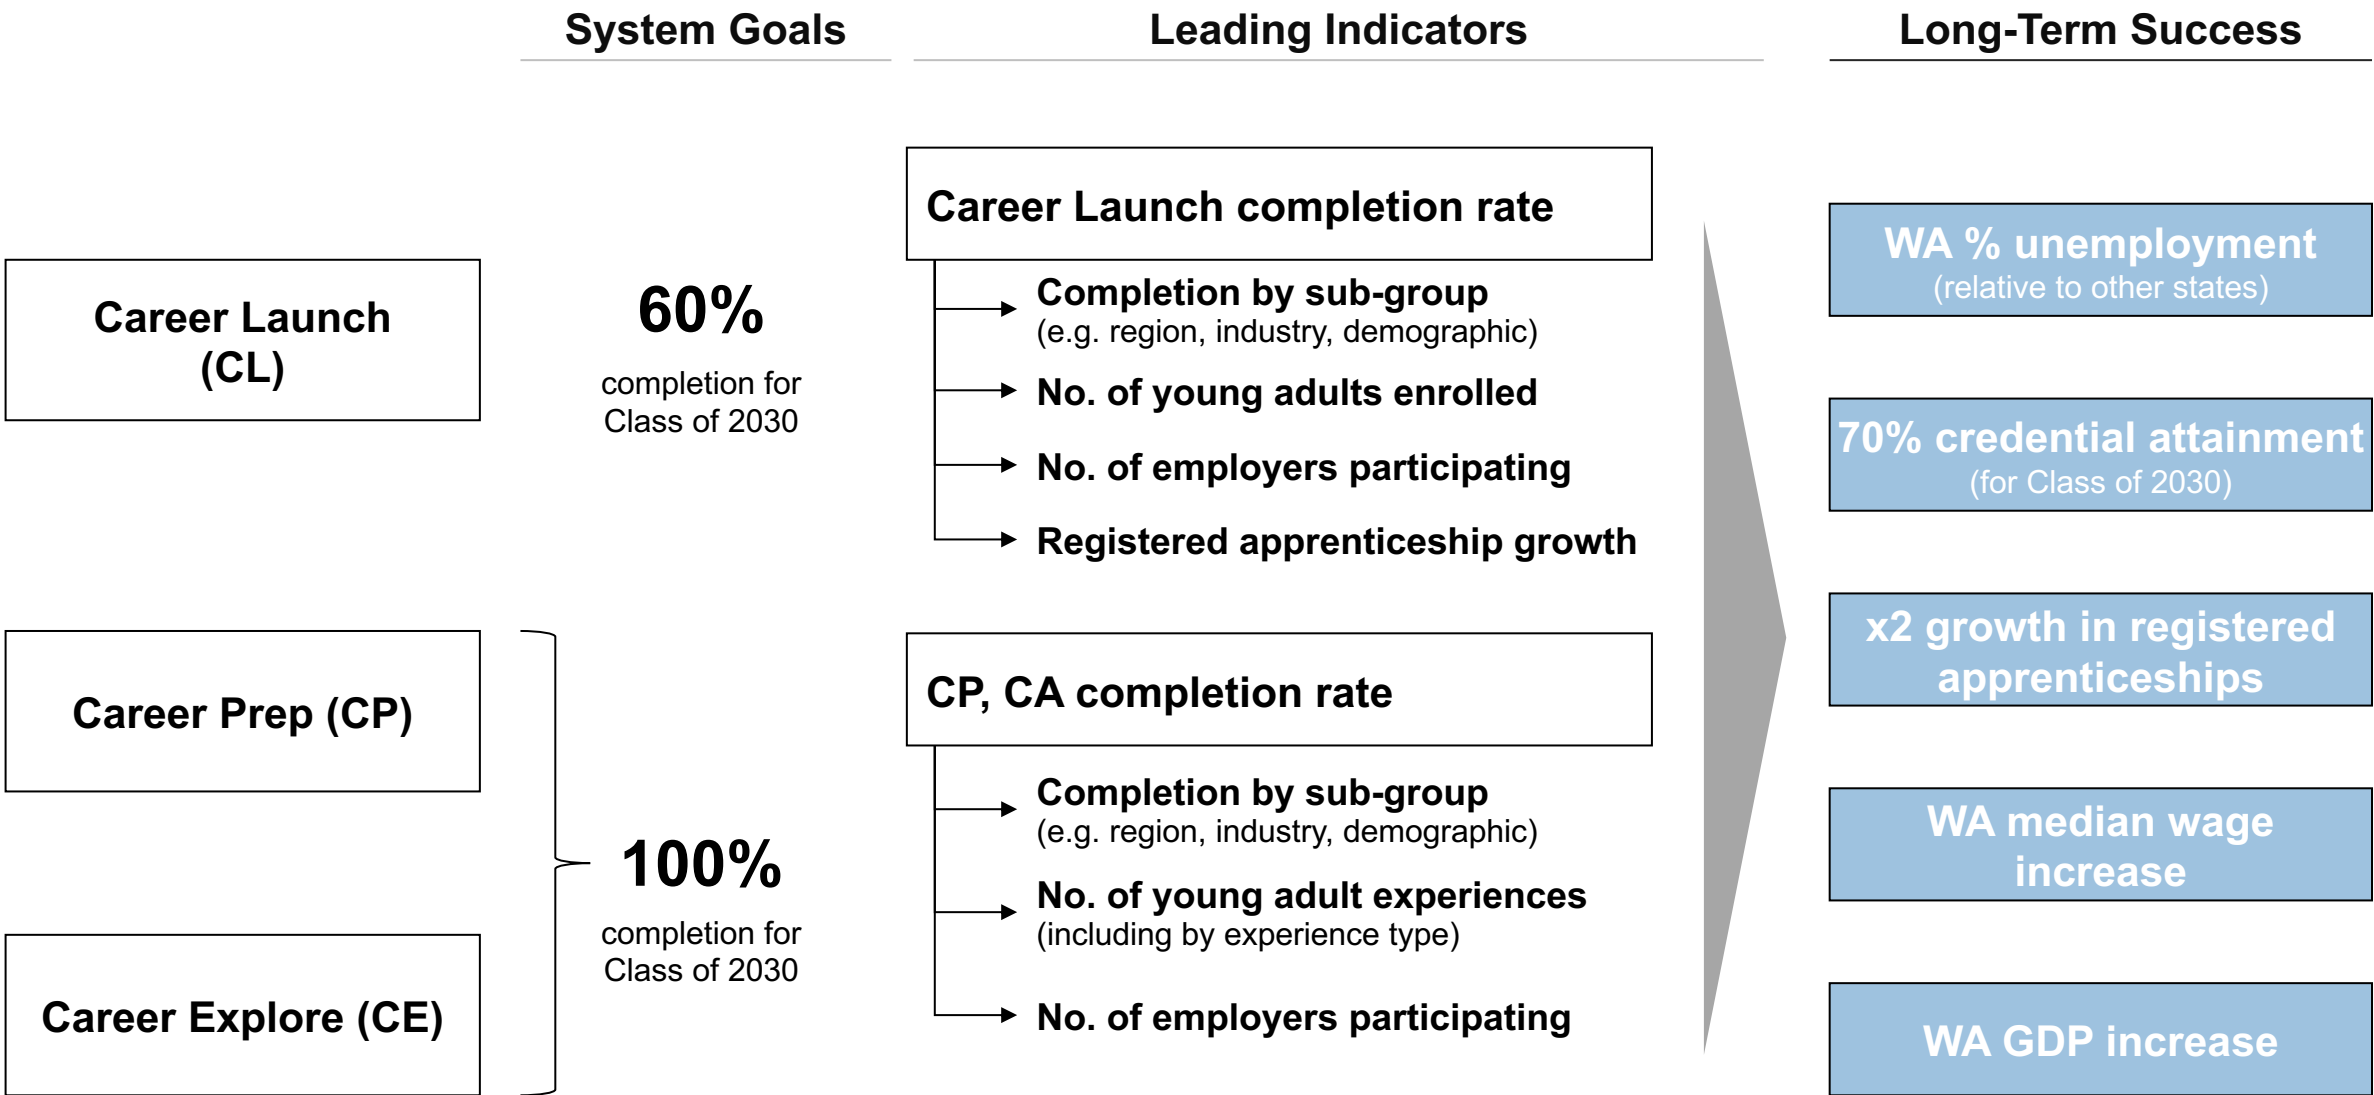 System Goals
Leading Indicators
Long-Term Success
Career Launch
(CL)
60%
completion for
Class of 2030
Career Launch completion rate
Completion by sub-group
(e.g. region, industry, demographic)
No. of young adults enrolled
No. of employers participating
Registered apprenticeship growth
Career Prep (CP)
Career Explore (CE)
100%
completion for
Class of 2030
CP, CA completion rate
Completion by sub-group
(e.g. region, industry, demographic)
No. of young adult experiences
(including by experience type)
No. of employers participating
WA % unemployment
(relative to other states)
70% credential attainment
(for Class of 2030)
x2 growth in registered
apprenticeships
WA median wage
increase
WA GDP increase